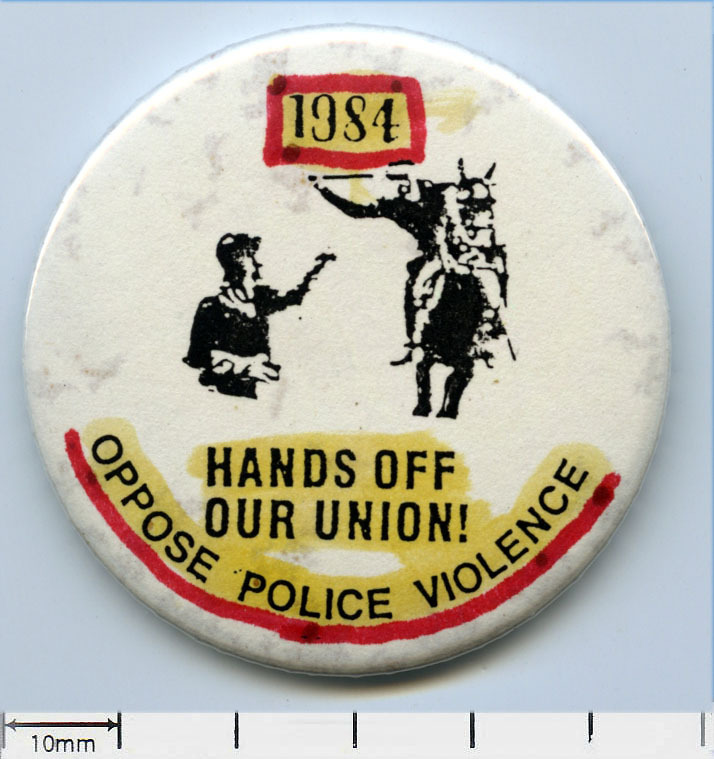 1984
HANDS OFF
OUR UNION!
OPPOSE POLICE VIOLENCE
10mm